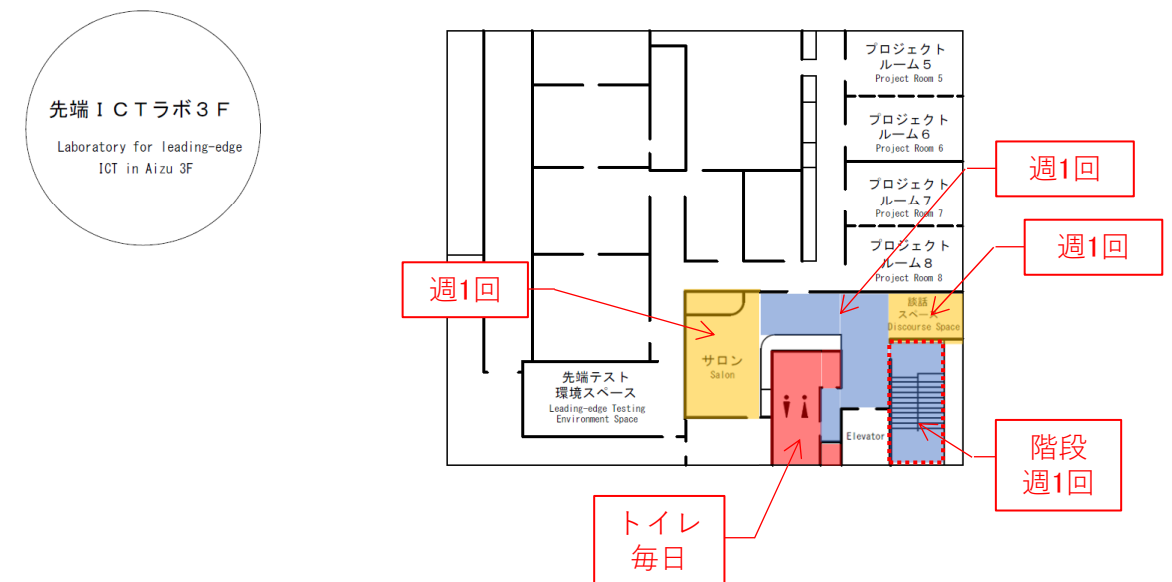 先端ＩＣＴラボ３Ｆ
Laboratory for leading-edge
ICT in Aizu 3F
プロジェクト
ルーム５
Project Room 5
プロジェクト
ルーム６
Project Room 6
週1回
プロジェクト
ルーム７
Project Room 7
週1回
プロジェクト
ルーム８
Project Room 8
週1回
談話
スペース
Discourse Space
サロン
Salon
先端テスト
環境スペース
Leading-edge Testing
Environment Space
Elevator
階段
週1回
トイレ
毎日